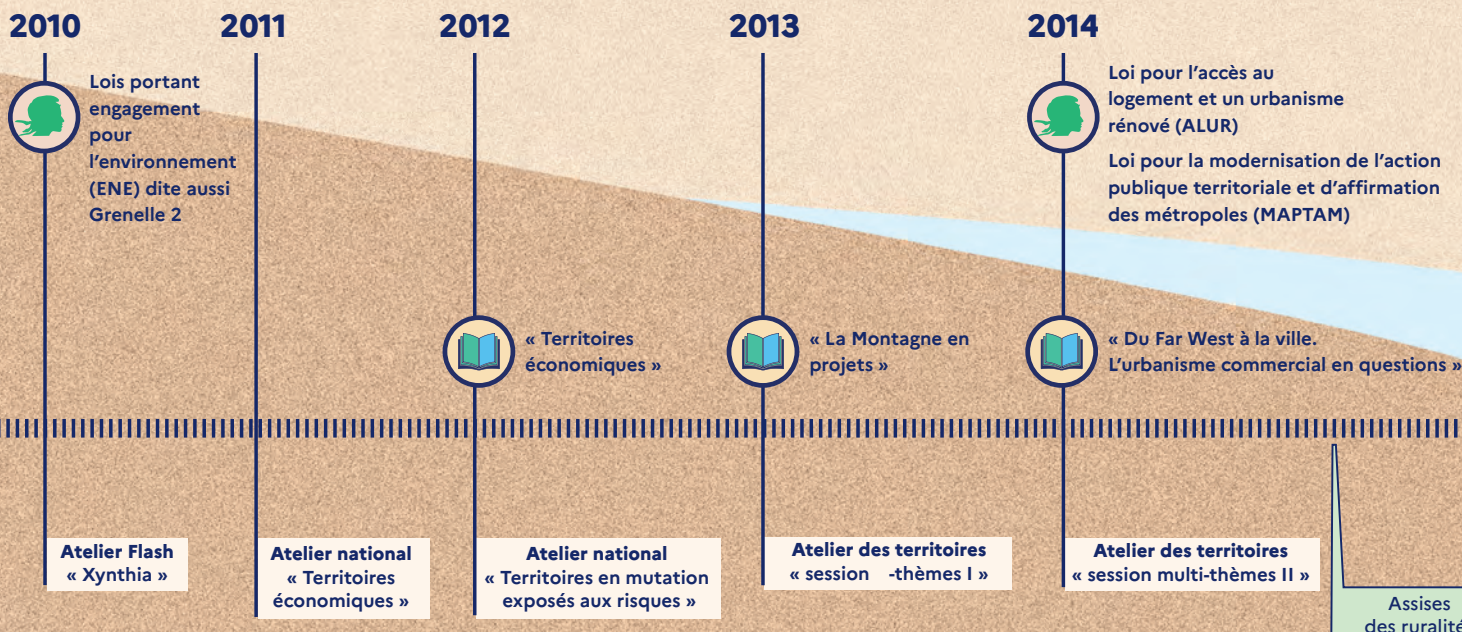 2010
2011
2012
2013
2014
Lois portant
engagement
pour
l'environnement
(ENE) dite aussi
Grenelle 2
Loi pour l'accès au
logement et un urbanisme
rénové (ALUR)
Loi pour la modernisation de l'action
publique territoriale et d'affirmation
des métropoles (MAPTAM)
« Territoires
économiques »
« La Montagne en
projets »
« Du Far West à la ville.
L'urbanisme commercial en questions »
Atelier Flash
« Xynthia »
Atelier national
« Territoires
économiques »
Atelier national
« Territoires en mutation
exposés aux risques »
Atelier des territoires
« session -thèmes I »
Atelier des territoires
« session multi-thèmes II »
Assises
des ruralité